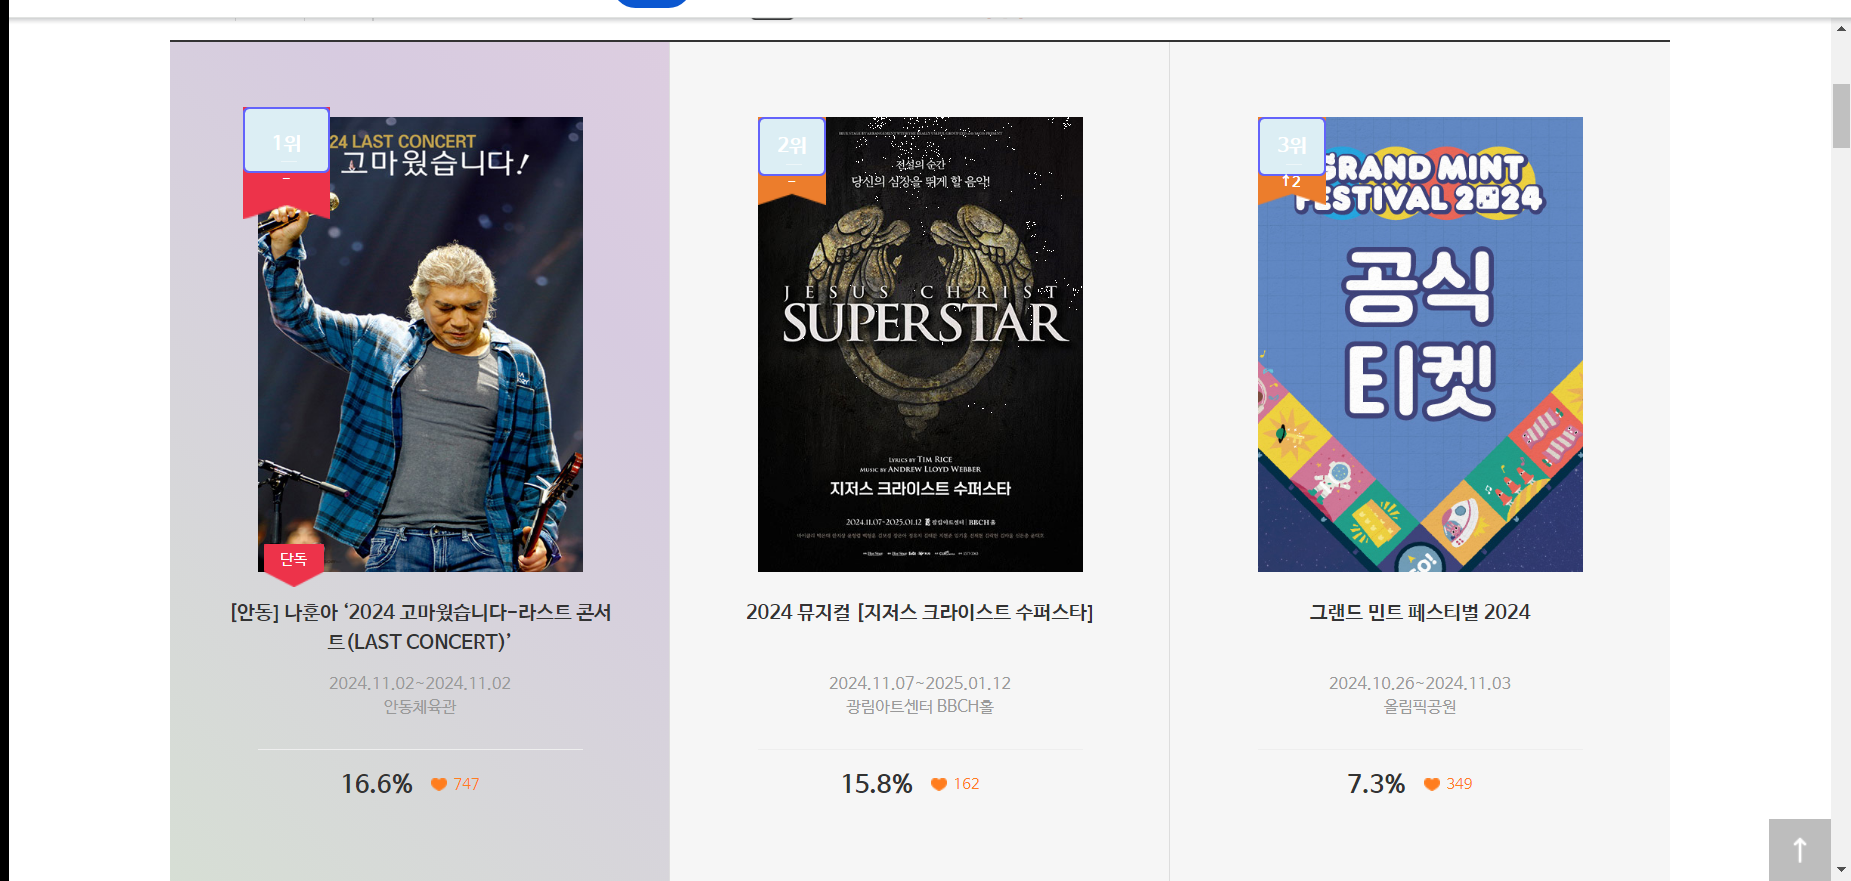 1위
–
24 LAST CONCERT
고마웠습니다!
단독
[안동] 나훈아 ‘2024 고마웠습니다-라스트 콘서
트(LAST CONCERT)’
2024.11.02~2024.11.02
안동체육관
16.6% 747
2위
–
전설의 순간
당신의 심장을 뛰게 할 음악!
JESUS CHRIST
SUPERSTAR
LYRICS BY TIM RICE
MUSIC BY ANDREW LLOYD WEBBER
지저스 크라이스트 수퍼스타
2024.11.07~2025.01.12 광림아트센터 BBCH홀
2024 뮤지컬 [지저스 크라이스트 수퍼스타]
2024.11.07~2025.01.12
광림아트센터 BBCH홀
15.8% 162
3위
↑2
GRAND MINT
FESTIVAL 2024
공식
티켓
GO!
그랜드 민트 페스티벌 2024
2024.10.26~2024.11.03
올림픽공원
7.3% 349
↑